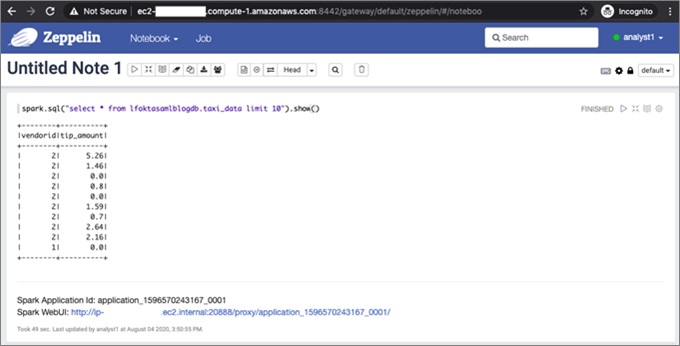 Not Secure ec2- .compute-1.amazonaws.com:8442/gateway/default/zeppelin/#/noteboo Incognito
Zeppelin Notebook Job Search analyst1
Untitled Note 1 Head default
spark.sql("select * from lfoktasamlblogdb.taxi_data limit 10").show() FINISHED
+--------+----------+
|vendorid|tip_amount|
+--------+----------+
| 2| 5.26|
| 2| 1.46|
| 2| 0.0|
| 2| 0.8|
| 2| 0.0|
| 2| 1.59|
| 2| 0.7|
| 2| 2.64|
| 2| 2.16|
| 1| 0.0|
+--------+----------+
Spark Application Id: application_1596570243167_0001
Spark WebUI: http://ip- .ec2.internal:20888/proxy/application_1596570243167_0001/
Took 49 sec. Last updated by analyst1 at August 04 2020, 3:50:55 PM.